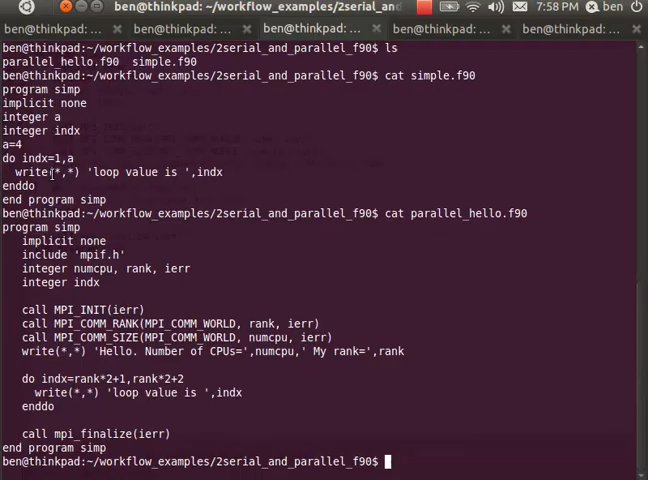 ben@thinkpad: ~/workflow_examples/2serial_and_
7:58 PM ben
ben@thinkpad: ... ben@thinkpad: ... ben@thinkpad: ... ben@thinkpad: ... ben@thinkpad: ...
ben@thinkpad:~/workflow_examples/2serial_and_parallel_f90$ ls
parallel_hello.f90  simple.f90
ben@thinkpad:~/workflow_examples/2serial_and_parallel_f90$ cat simple.f90
program simp
implicit none
integer a
integer indx
a=4
do indx=1,a
  write(*,*) 'loop value is ',indx
enddo
end program simp
ben@thinkpad:~/workflow_examples/2serial_and_parallel_f90$ cat parallel_hello.f90
program simp
   implicit none
   include 'mpif.h'
   integer numcpu, rank, ierr
   integer indx
   call MPI_INIT(ierr)
   call MPI_COMM_RANK(MPI_COMM_WORLD, rank, ierr)
   call MPI_COMM_SIZE(MPI_COMM_WORLD, numcpu, ierr)
   write(*,*) 'Hello. Number of CPUs=',numcpu,' My rank=',rank
   do indx=rank*2+1,rank*2+2
     write(*,*) 'loop value is ',indx
   enddo
   call mpi_finalize(ierr)
end program simp
ben@thinkpad:~/workflow_examples/2serial_and_parallel_f90$